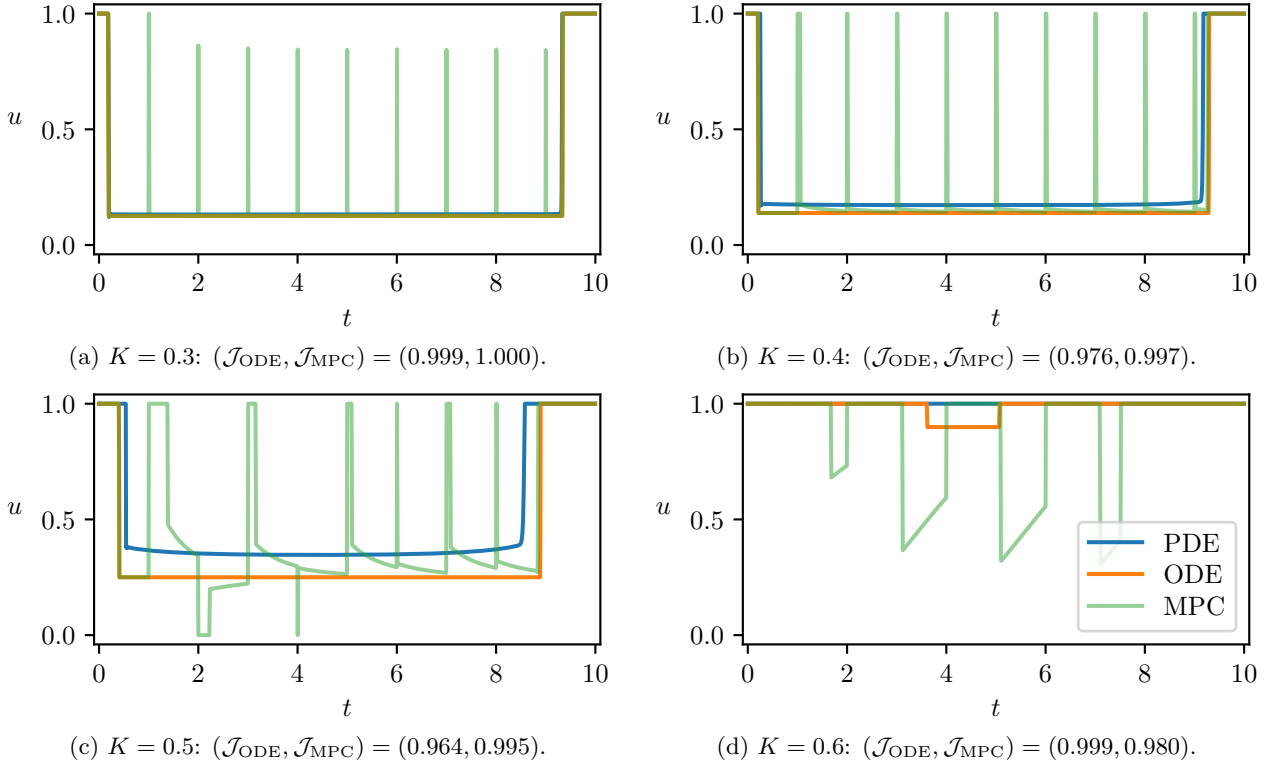 1.0
0.5
0.0
u
0 2 4 6 8 10
t
(a) K = 0.3: (𝒥ODE, 𝒥MPC) = (0.999, 1.000).
1.0
0.5
0.0
u
0 2 4 6 8 10
t
(b) K = 0.4: (𝒥ODE, 𝒥MPC) = (0.976, 0.997).
1.0
0.5
0.0
u
0 2 4 6 8 10
t
(c) K = 0.5: (𝒥ODE, 𝒥MPC) = (0.964, 0.995).
1.0
0.5
0.0
u
PDE
ODE
MPC
0 2 4 6 8 10
t
(d) K = 0.6: (𝒥ODE, 𝒥MPC) = (0.999, 0.980).